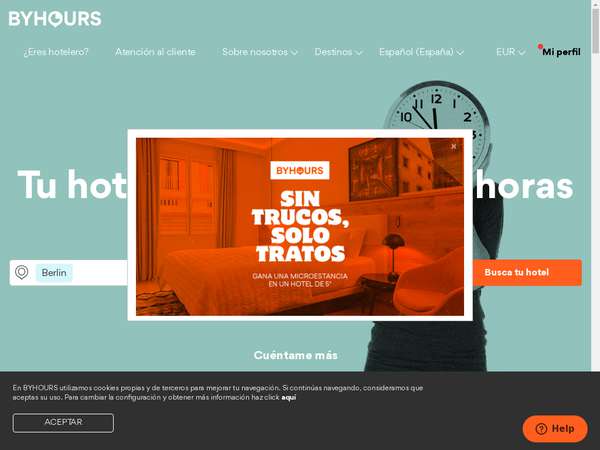 BYHOURS
¿Eres hotelero?
Atención al cliente
Sobre nosotros
Destinos
Español (España)
EUR
Mi perfil
Tu hot
horas
Berlin
Busca tu hotel
BYHOURS
SIN
TRUCOS,
SOLO
TRATOS
GANA UNA MICROESTANCIA
EN UN HOTEL DE 5*
Cuéntame más
En BYHOURS utilizamos cookies propias y de terceros para mejorar tu navegación. Si continúas navegando, consideramos que
aceptas su uso. Para cambiar la configuración y obtener más información haz click aquí
ACEPTAR
Help